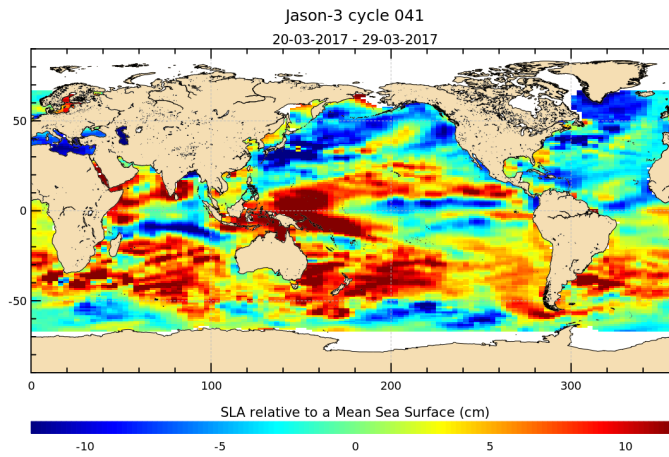 Jason-3 cycle 041
20-03-2017 - 29-03-2017
50
0
-50
0 100 200 300
SLA relative to a Mean Sea Surface (cm)
-10 -5 0 5 10